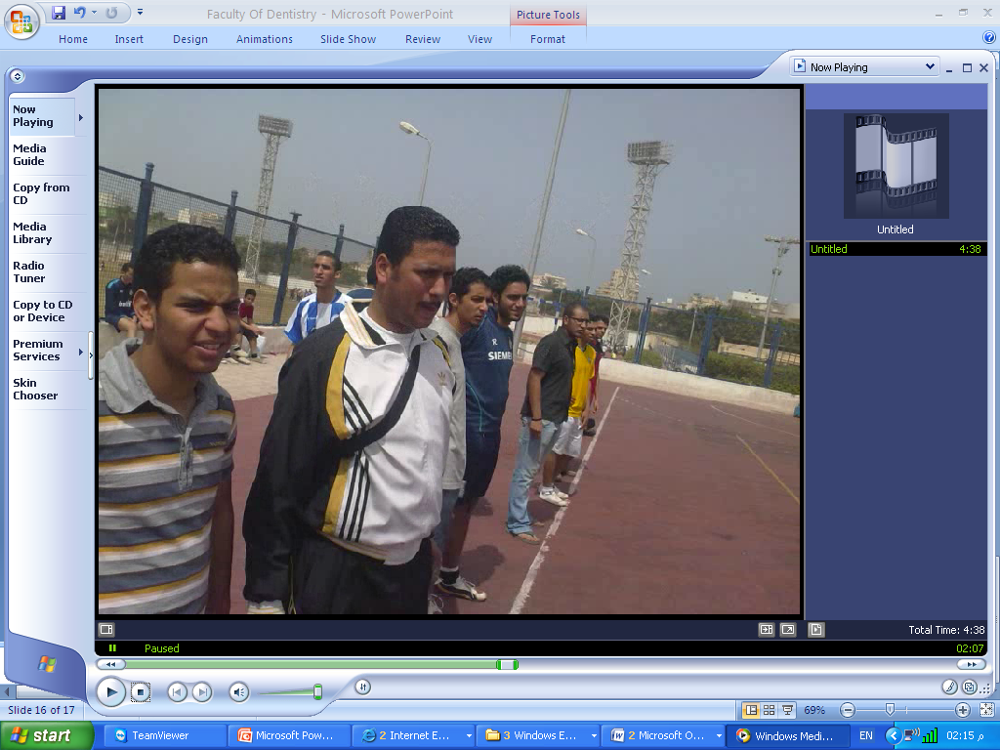 Faculty Of Dentistry - Microsoft PowerPoint
Picture Tools
Home
Insert
Design
Animations
Slide Show
Review
View
Format
Now Playing
Now
Playing
Media
Guide
Copy from
CD
Media
Library
Radio
Tuner
Copy to CD
or Device
Premium
Services
Skin
Chooser
R
SIEME
Untitled
Untitled
4:38
Total Time: 4:38
Paused
02:07
Slide 16 of 17
69%
start
TeamViewer
Microsoft Pow...
2 Internet E...
3 Windows E...
2 Microsoft O...
Windows Medi...
EN
02:15 م